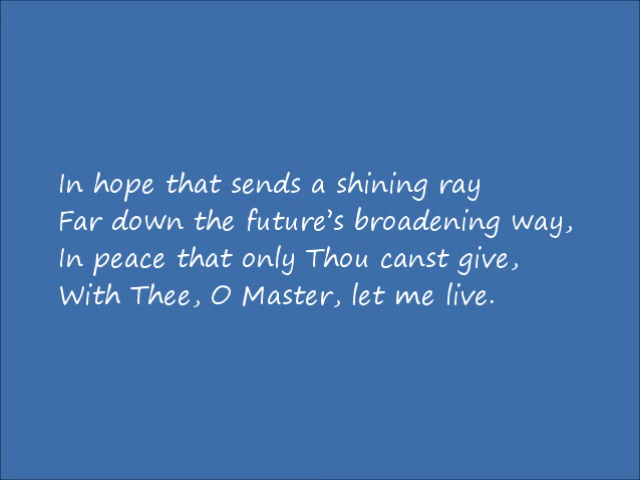 In hope that sends a shining ray
Far down the future’s broadening way,
In peace that only Thou canst give,
With Thee, O Master, let me live.